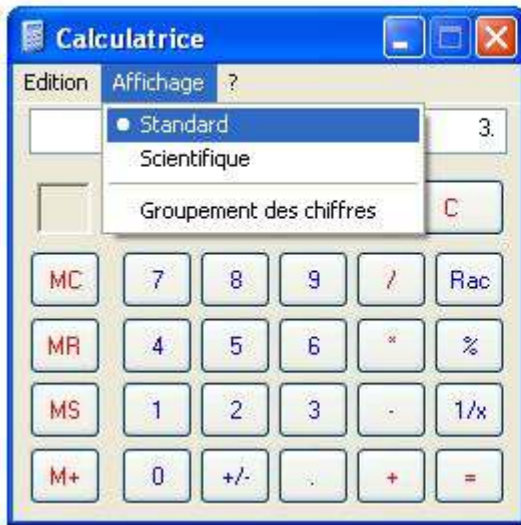 Calculatrice
Edition Affichage ?
Standard 3.
Scientifique
Groupement des chiffres C
MC 7 8 9 / Rac
MR 4 5 6 * %
MS 1 2 3 - 1/x
M+ 0 +/- . + =